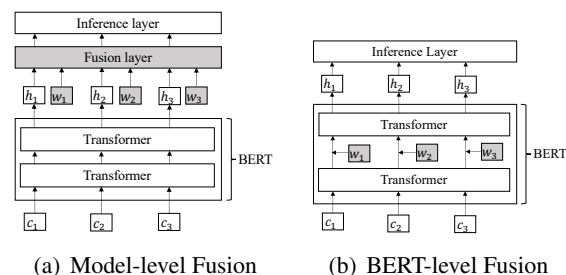 Inference layer
Fusion layer
h₁ w₁ h₂ w₂ h₃ w₃
Transformer
Transformer
BERT
c₁ c₂ c₃
(a) Model-level Fusion
Inference Layer
h₁ h₂ h₃
Transformer
w₁ w₂ w₃
Transformer
BERT
c₁ c₂ c₃
(b) BERT-level Fusion